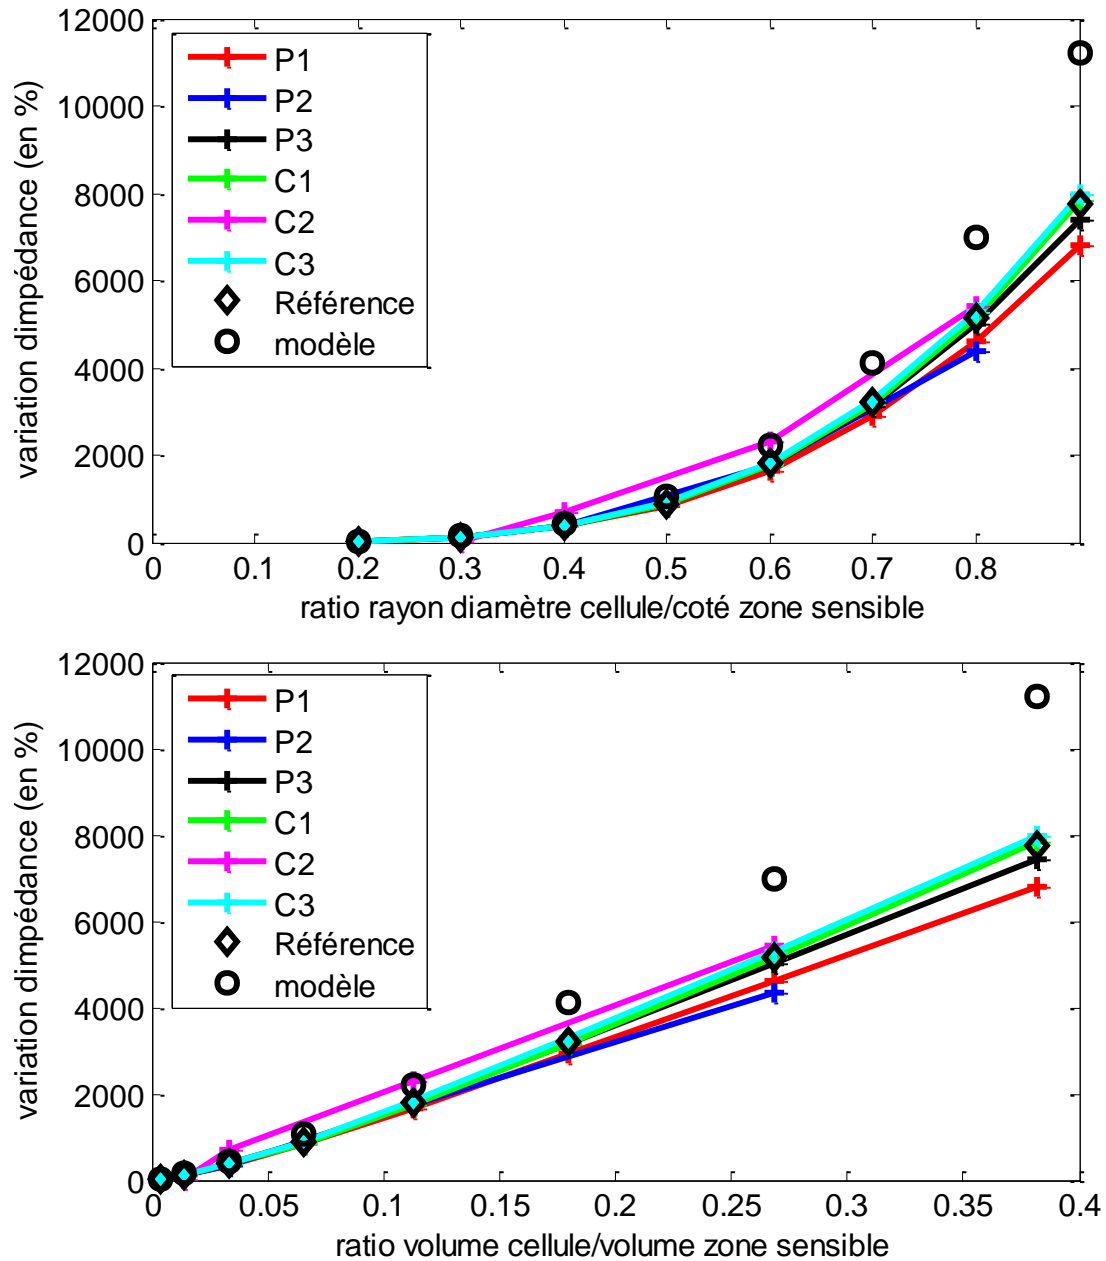 12000
10000
8000
6000
4000
2000
0
variation dimpédance (en %)
P1
P2
P3
C1
C2
C3
Référence
modèle
0 0.1 0.2 0.3 0.4 0.5 0.6 0.7 0.8
ratio rayon diamètre cellule/coté zone sensible
12000
10000
8000
6000
4000
2000
0
variation dimpédance (en %)
P1
P2
P3
C1
C2
C3
Référence
modèle
0 0.05 0.1 0.15 0.2 0.25 0.3 0.35 0.4
ratio volume cellule/volume zone sensible